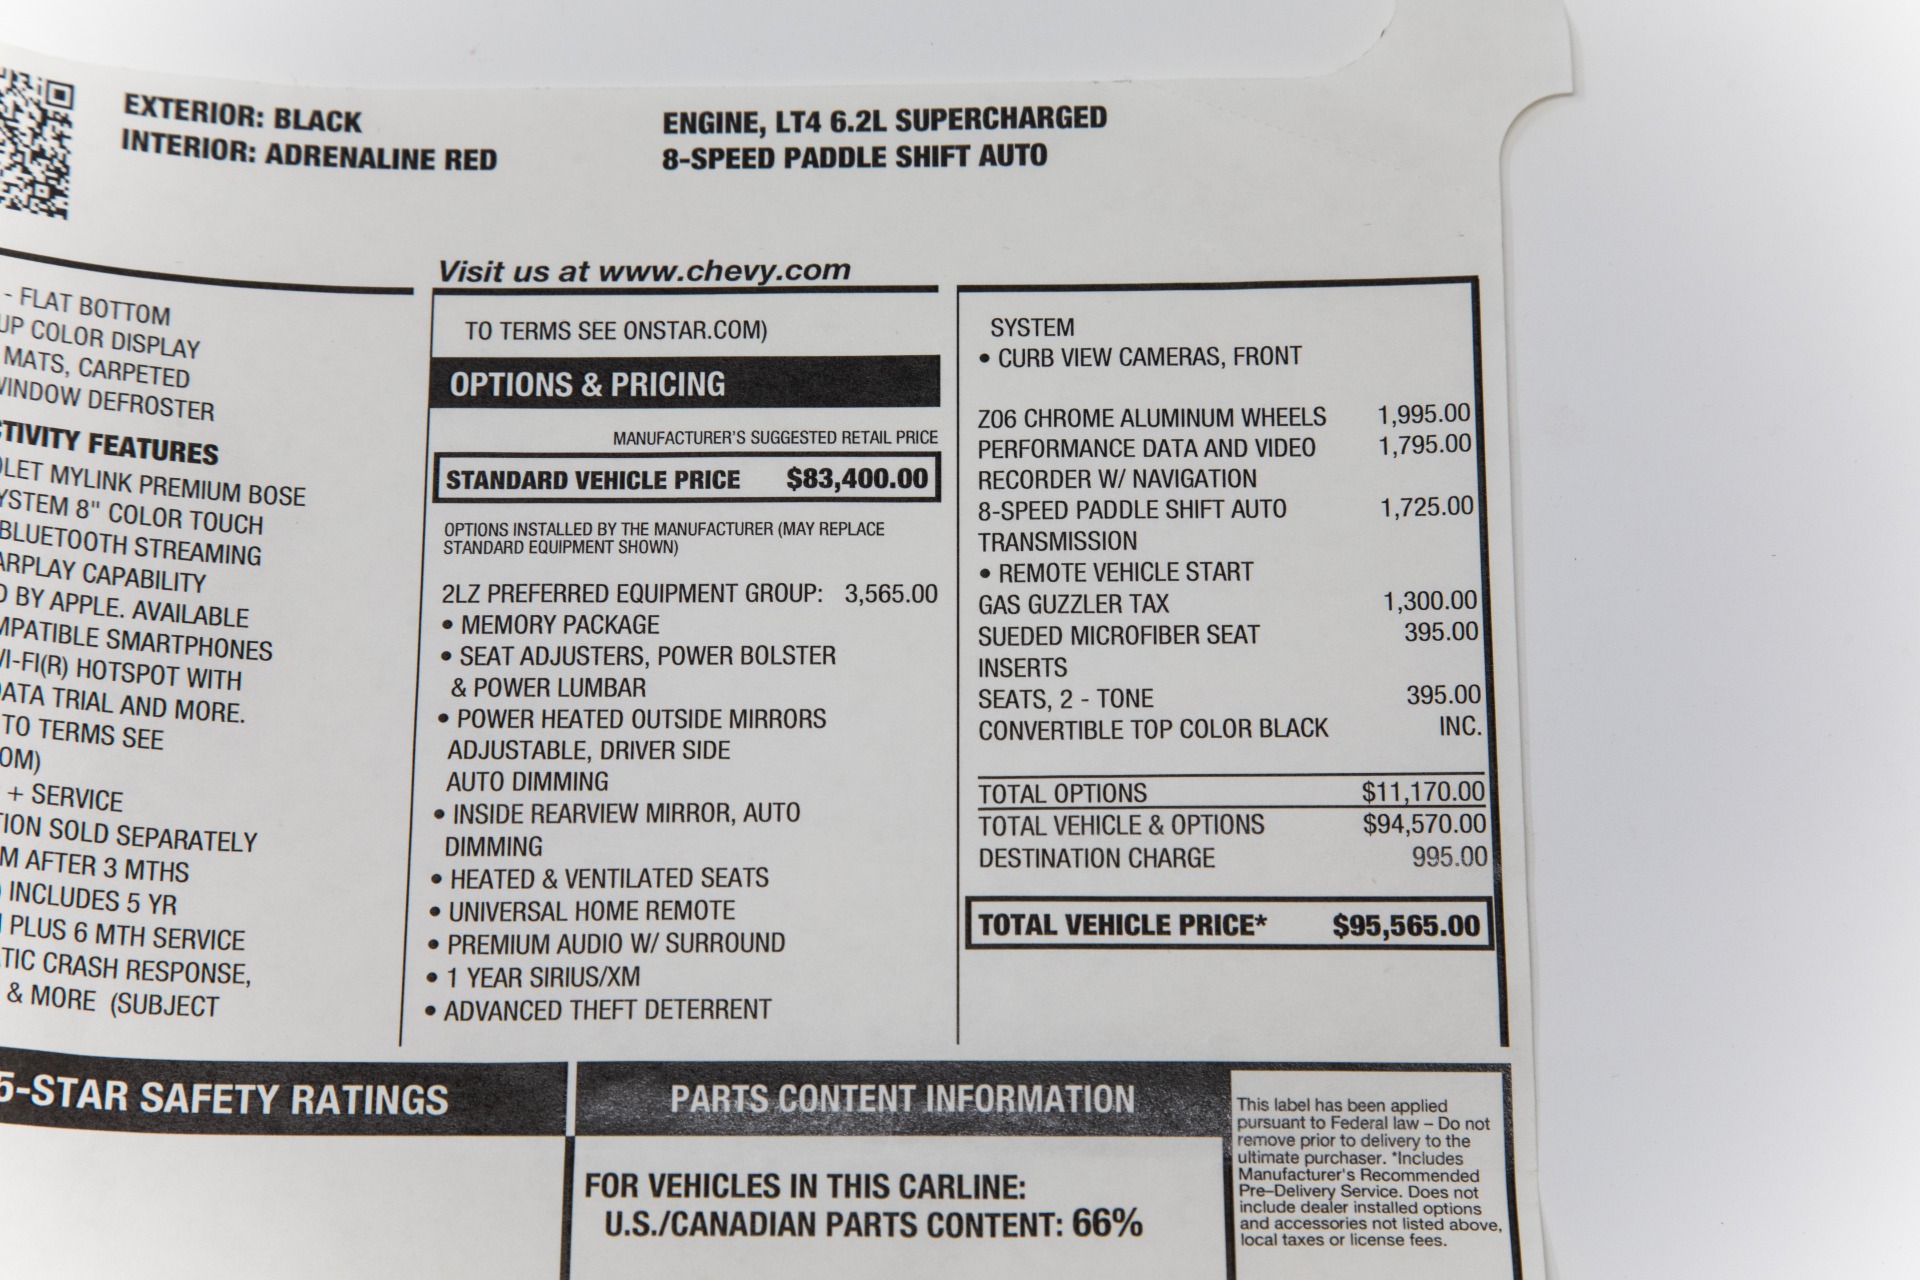 EXTERIOR: BLACK
INTERIOR: ADRENALINE RED
ENGINE, LT4 6.2L SUPERCHARGED
8-SPEED PADDLE SHIFT AUTO
- FLAT BOTTOM
UP COLOR DISPLAY
MATS, CARPETED
WINDOW DEFROSTER
FEATURES
MYLINK PREMIUM BOSE
8" COLOR TOUCH
BLUETOOTH STREAMING
CAPABILITY
BY APPLE. AVAILABLE
SMARTPHONES
HOTSPOT WITH
TRIAL AND MORE.
TO TERMS SEE
+ SERVICE
SOLD SEPARATELY
AFTER 3 MTHS
INCLUDES 5 YR
PLUS 6 MTH SERVICE
CRASH RESPONSE,
& MORE (SUBJECT
Visit us at www.chevy.com
TO TERMS SEE ONSTAR.COM)
OPTIONS & PRICING
MANUFACTURER'S SUGGESTED RETAIL PRICE
STANDARD VEHICLE PRICE $83,400.00
OPTIONS INSTALLED BY THE MANUFACTURER (MAY REPLACE
STANDARD EQUIPMENT SHOWN)
2LZ PREFERRED EQUIPMENT GROUP: 3,565.00
• MEMORY PACKAGE
• SEAT ADJUSTERS, POWER BOLSTER
& POWER LUMBAR
• POWER HEATED OUTSIDE MIRRORS
ADJUSTABLE, DRIVER SIDE
AUTO DIMMING
• INSIDE REARVIEW MIRROR, AUTO
DIMMING
• HEATED & VENTILATED SEATS
• UNIVERSAL HOME REMOTE
• PREMIUM AUDIO W/ SURROUND
• 1 YEAR SIRIUS/XM
• ADVANCED THEFT DETERRENT
SYSTEM
• CURB VIEW CAMERAS, FRONT
Z06 CHROME ALUMINUM WHEELS 1,995.00
PERFORMANCE DATA AND VIDEO 1,795.00
RECORDER W/ NAVIGATION
8-SPEED PADDLE SHIFT AUTO 1,725.00
TRANSMISSION
• REMOTE VEHICLE START
GAS GUZZLER TAX 1,300.00
SUEDED MICROFIBER SEAT 395.00
INSERTS
SEATS, 2 - TONE 395.00
CONVERTIBLE TOP COLOR BLACK INC.
TOTAL OPTIONS $11,170.00
TOTAL VEHICLE & OPTIONS $94,570.00
DESTINATION CHARGE 995.00
TOTAL VEHICLE PRICE* $95,565.00
5-STAR SAFETY RATINGS
PARTS CONTENT INFORMATION
FOR VEHICLES IN THIS CARLINE:
U.S./CANADIAN PARTS CONTENT: 66%
This label has been applied
pursuant to Federal law – Do not
remove prior to delivery to the
ultimate purchaser. *Includes
Manufacturer's Recommended
Pre–Delivery Service. Does not
include dealer installed options
and accessories not listed above,
local taxes or license fees.